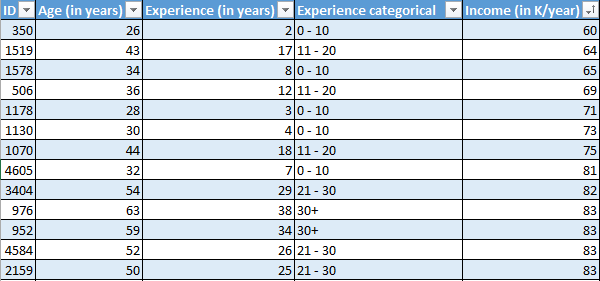 ID Age (in years) Experience (in years) Experience categorical Income (in K/year)
350 26 2 0 - 10 60
1519 43 17 11 - 20 64
1578 34 8 0 - 10 65
506 36 12 11 - 20 69
1178 28 3 0 - 10 71
1130 30 4 0 - 10 73
1070 44 18 11 - 20 75
4605 32 7 0 - 10 81
3404 54 29 21 - 30 82
976 63 38 30+ 83
952 59 34 30+ 83
4584 52 26 21 - 30 83
2159 50 25 21 - 30 83